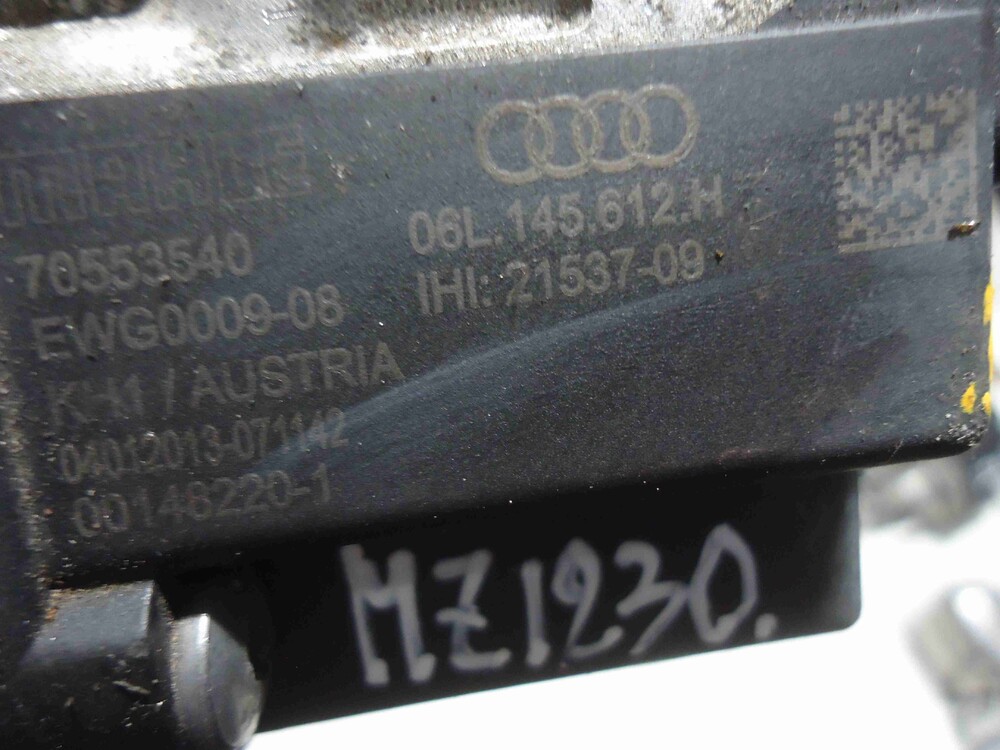 MAHLE
70553540
EWG0009-08
KH1 / AUSTRIA
04012013-071142
00148220-1
06L.145.612.H
IHI: 21537-09
MZ1230.